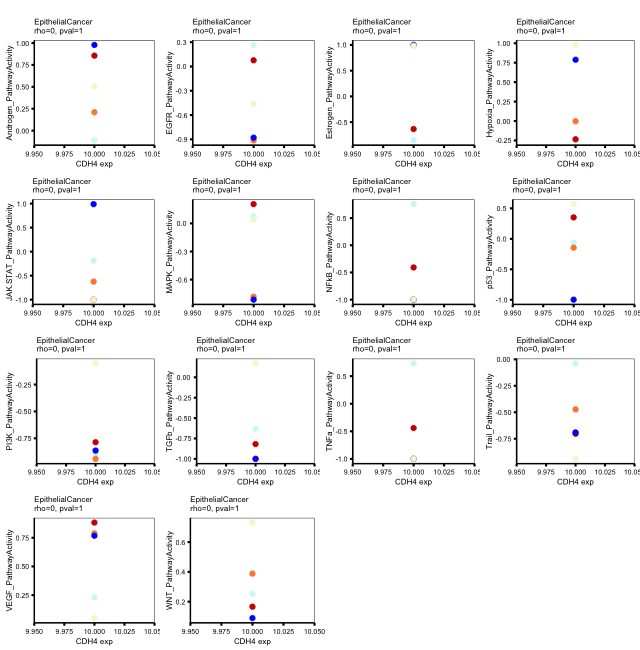 EpithelialCancer
rho=0, pval=1
Androgen_PathwayActivity
1.00
0.75
0.50
0.25
0.00
9.950 9.975 10.000 10.025 10.05
CDH4 exp
EpithelialCancer
rho=0, pval=1
EGFR_PathwayActivity
0.3
0.0
-0.3
-0.6
-0.9
9.950 9.975 10.000 10.025 10.050
CDH4 exp
EpithelialCancer
rho=0, pval=1
Estrogen_PathwayActivity
1.0
0.5
0.0
-0.5
9.950 9.975 10.000 10.025 10.050
CDH4 exp
EpithelialCancer
rho=0, pval=1
Hypoxia_PathwayActivity
1.00
0.75
0.50
0.25
0.00
-0.25
9.950 9.975 10.000 10.025 10.05
CDH4 exp
EpithelialCancer
rho=0, pval=1
JAK.STAT_PathwayActivity
1.0
0.5
0.0
-0.5
-1.0
9.950 9.975 10.000 10.025 10.050
CDH4 exp
EpithelialCancer
rho=0, pval=1
MAPK_PathwayActivity
0.0
-0.3
-0.6
9.950 9.975 10.000 10.025 10.050
CDH4 exp
EpithelialCancer
rho=0, pval=1
NFkB_PathwayActivity
0.5
0.0
-0.5
-1.0
9.950 9.975 10.000 10.025 10.050
CDH4 exp
EpithelialCancer
rho=0, pval=1
p53_PathwayActivity
0.5
0.0
-0.5
-1.0
9.950 9.975 10.000 10.025 10.050
CDH4 exp
EpithelialCancer
rho=0, pval=1
PI3K_PathwayActivity
-0.25
-0.50
-0.75
9.950 9.975 10.000 10.025 10.05
CDH4 exp
EpithelialCancer
rho=0, pval=1
TGFb_PathwayActivity
0.00
-0.25
-0.50
-0.75
-1.00
9.950 9.975 10.000 10.025 10.05
CDH4 exp
EpithelialCancer
rho=0, pval=1
TNFa_PathwayActivity
0.5
0.0
-0.5
-1.0
9.950 9.975 10.000 10.025 10.050
CDH4 exp
EpithelialCancer
rho=0, pval=1
Trail_PathwayActivity
0.00
-0.25
-0.50
-0.75
9.950 9.975 10.000 10.025 10.05
CDH4 exp
EpithelialCancer
rho=0, pval=1
VEGF_PathwayActivity
0.75
0.50
0.25
9.950 9.975 10.000 10.025 10.05
CDH4 exp
EpithelialCancer
rho=0, pval=1
WNT_PathwayActivity
0.6
0.4
0.2
9.950 9.975 10.000 10.025 10.050
CDH4 exp